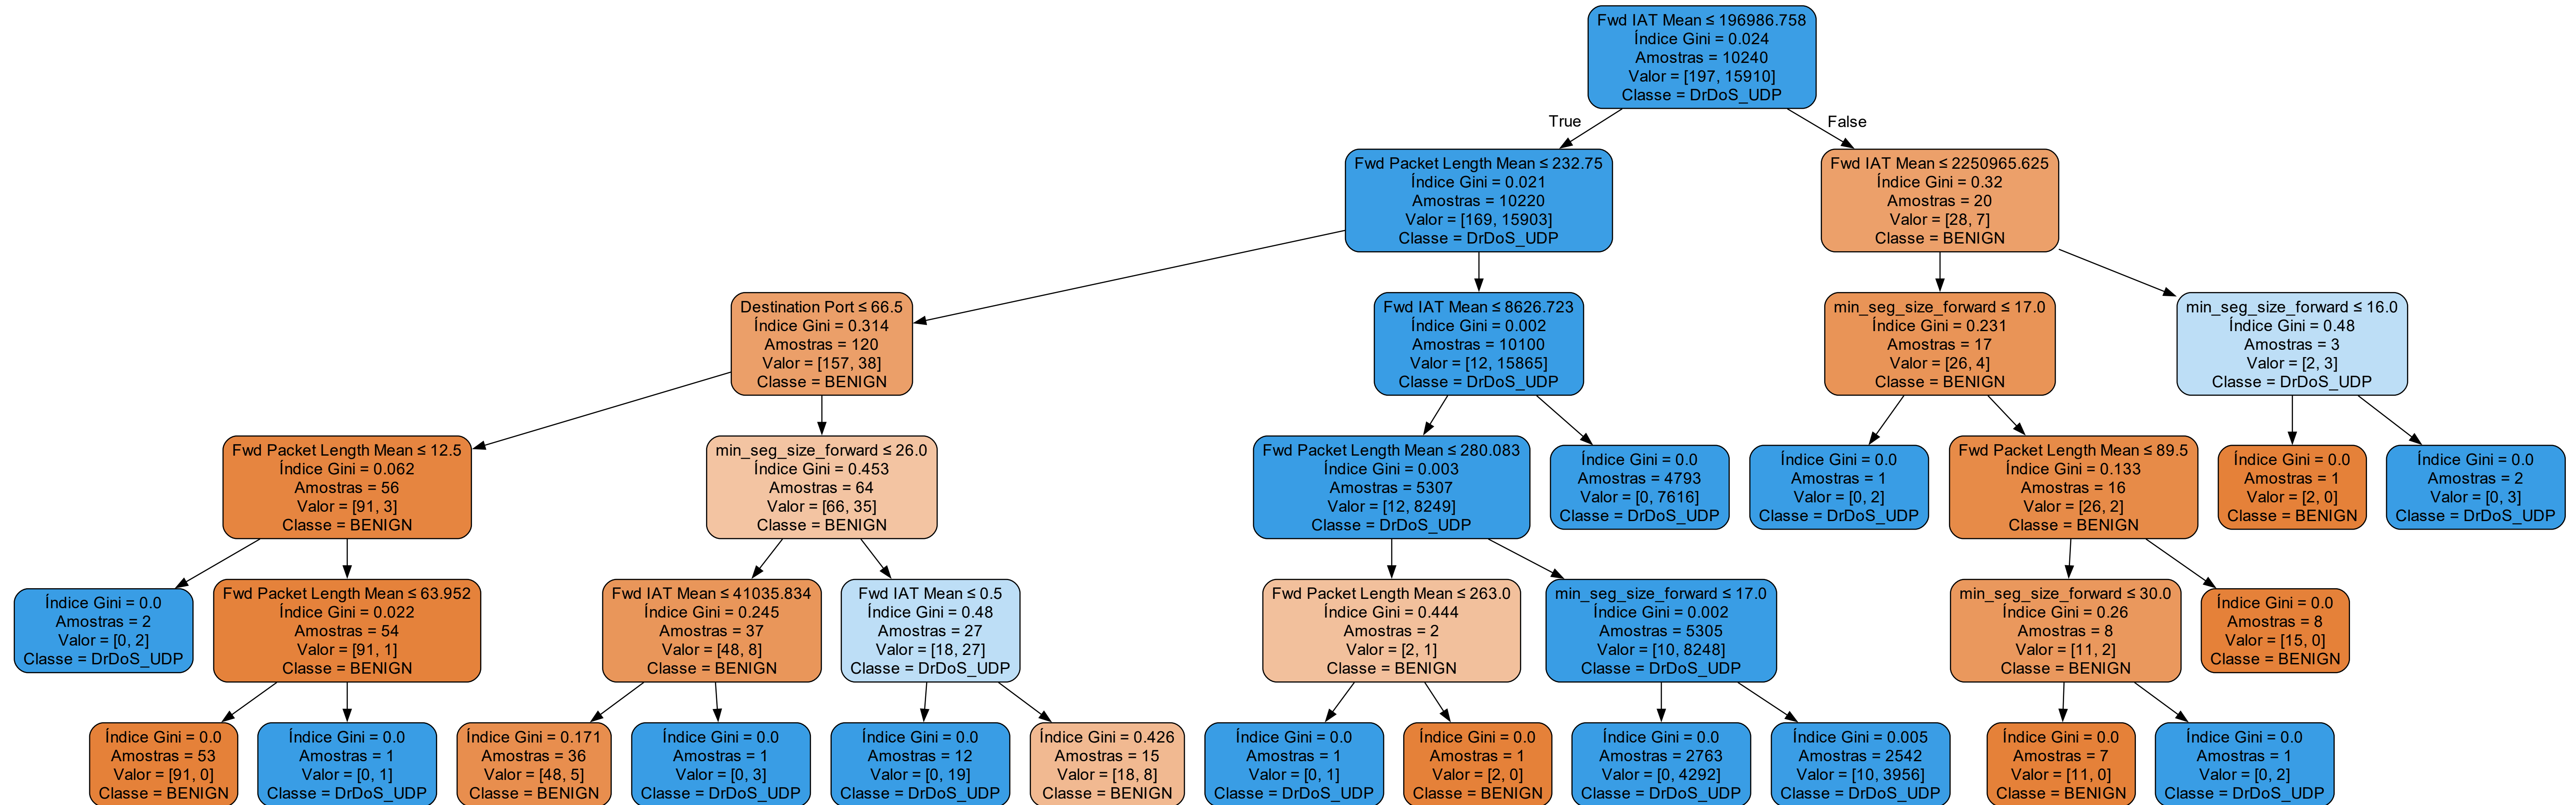 Fwd IAT Mean ≤ 196986.758
Índice Gini = 0.024
Amostras = 10240
Valor = [197, 15910]
Classe = DrDoS_UDP
True
False
Fwd Packet Length Mean ≤ 232.75
Índice Gini = 0.021
Amostras = 10220
Valor = [169, 15903]
Classe = DrDoS_UDP
Fwd IAT Mean ≤ 2250965.625
Índice Gini = 0.32
Amostras = 20
Valor = [28, 7]
Classe = BENIGN
Destination Port ≤ 66.5
Índice Gini = 0.314
Amostras = 120
Valor = [157, 38]
Classe = BENIGN
Fwd IAT Mean ≤ 8626.723
Índice Gini = 0.002
Amostras = 10100
Valor = [12, 15865]
Classe = DrDoS_UDP
min_seg_size_forward ≤ 17.0
Índice Gini = 0.231
Amostras = 17
Valor = [26, 4]
Classe = BENIGN
min_seg_size_forward ≤ 16.0
Índice Gini = 0.48
Amostras = 3
Valor = [2, 3]
Classe = DrDoS_UDP
Fwd Packet Length Mean ≤ 12.5
Índice Gini = 0.062
Amostras = 56
Valor = [91, 3]
Classe = BENIGN
min_seg_size_forward ≤ 26.0
Índice Gini = 0.453
Amostras = 64
Valor = [66, 35]
Classe = BENIGN
Fwd Packet Length Mean ≤ 280.083
Índice Gini = 0.003
Amostras = 5307
Valor = [12, 8249]
Classe = DrDoS_UDP
Índice Gini = 0.0
Amostras = 4793
Valor = [0, 7616]
Classe = DrDoS_UDP
Índice Gini = 0.0
Amostras = 1
Valor = [0, 2]
Classe = DrDoS_UDP
Fwd Packet Length Mean ≤ 89.5
Índice Gini = 0.133
Amostras = 16
Valor = [26, 2]
Classe = BENIGN
Índice Gini = 0.0
Amostras = 1
Valor = [2, 0]
Classe = BENIGN
Índice Gini = 0.0
Amostras = 2
Valor = [0, 3]
Classe = DrDoS_UDP
Índice Gini = 0.0
Amostras = 2
Valor = [0, 2]
Classe = DrDoS_UDP
Fwd Packet Length Mean ≤ 63.952
Índice Gini = 0.022
Amostras = 54
Valor = [91, 1]
Classe = BENIGN
Fwd IAT Mean ≤ 41035.834
Índice Gini = 0.245
Amostras = 37
Valor = [48, 8]
Classe = BENIGN
Fwd IAT Mean ≤ 0.5
Índice Gini = 0.48
Amostras = 27
Valor = [18, 27]
Classe = DrDoS_UDP
Fwd Packet Length Mean ≤ 263.0
Índice Gini = 0.444
Amostras = 2
Valor = [2, 1]
Classe = BENIGN
min_seg_size_forward ≤ 17.0
Índice Gini = 0.002
Amostras = 5305
Valor = [10, 8248]
Classe = DrDoS_UDP
min_seg_size_forward ≤ 30.0
Índice Gini = 0.26
Amostras = 8
Valor = [11, 2]
Classe = BENIGN
Índice Gini = 0.0
Amostras = 8
Valor = [15, 0]
Classe = BENIGN
Índice Gini = 0.0
Amostras = 53
Valor = [91, 0]
Classe = BENIGN
Índice Gini = 0.0
Amostras = 1
Valor = [0, 1]
Classe = DrDoS_UDP
Índice Gini = 0.171
Amostras = 36
Valor = [48, 5]
Classe = BENIGN
Índice Gini = 0.0
Amostras = 1
Valor = [0, 3]
Classe = DrDoS_UDP
Índice Gini = 0.0
Amostras = 12
Valor = [0, 19]
Classe = DrDoS_UDP
Índice Gini = 0.426
Amostras = 15
Valor = [18, 8]
Classe = BENIGN
Índice Gini = 0.0
Amostras = 1
Valor = [0, 1]
Classe = DrDoS_UDP
Índice Gini = 0.0
Amostras = 1
Valor = [2, 0]
Classe = BENIGN
Índice Gini = 0.0
Amostras = 2763
Valor = [0, 4292]
Classe = DrDoS_UDP
Índice Gini = 0.005
Amostras = 2542
Valor = [10, 3956]
Classe = DrDoS_UDP
Índice Gini = 0.0
Amostras = 7
Valor = [11, 0]
Classe = BENIGN
Índice Gini = 0.0
Amostras = 1
Valor = [0, 2]
Classe = DrDoS_UDP